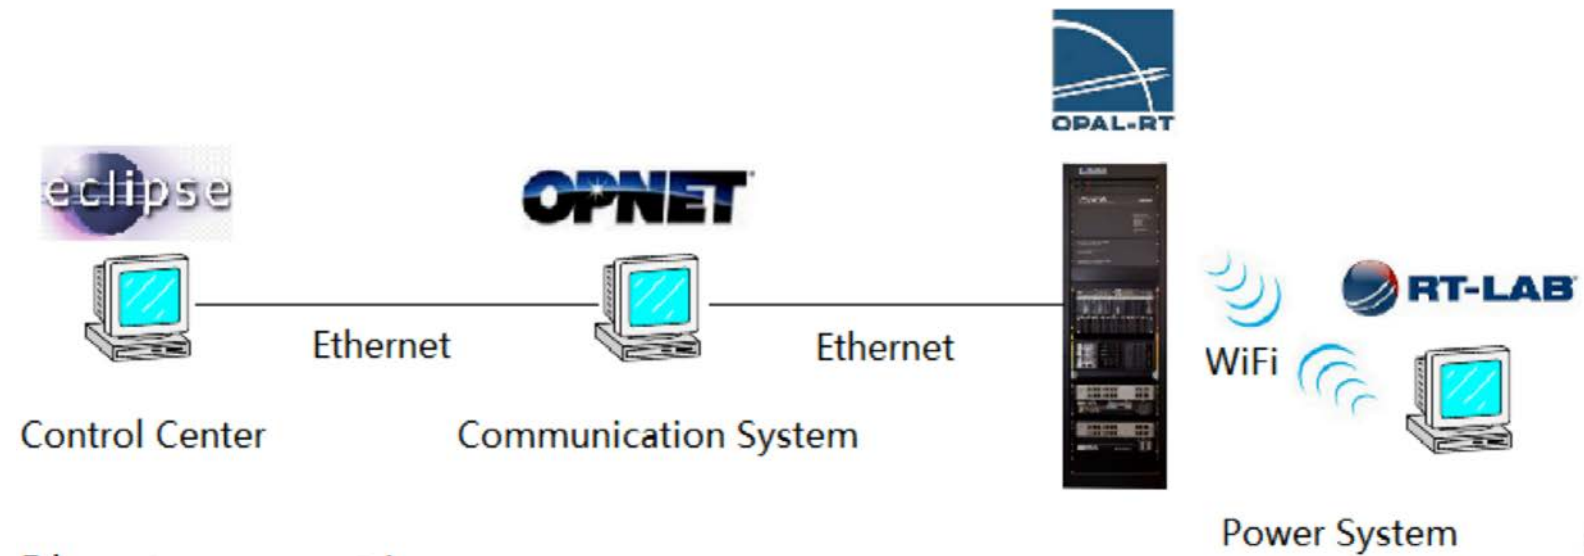 OPAL-RT
eclipse
OPNET
RT-LAB
Ethernet
Ethernet
WiFi
Control Center
Communication System
Power System